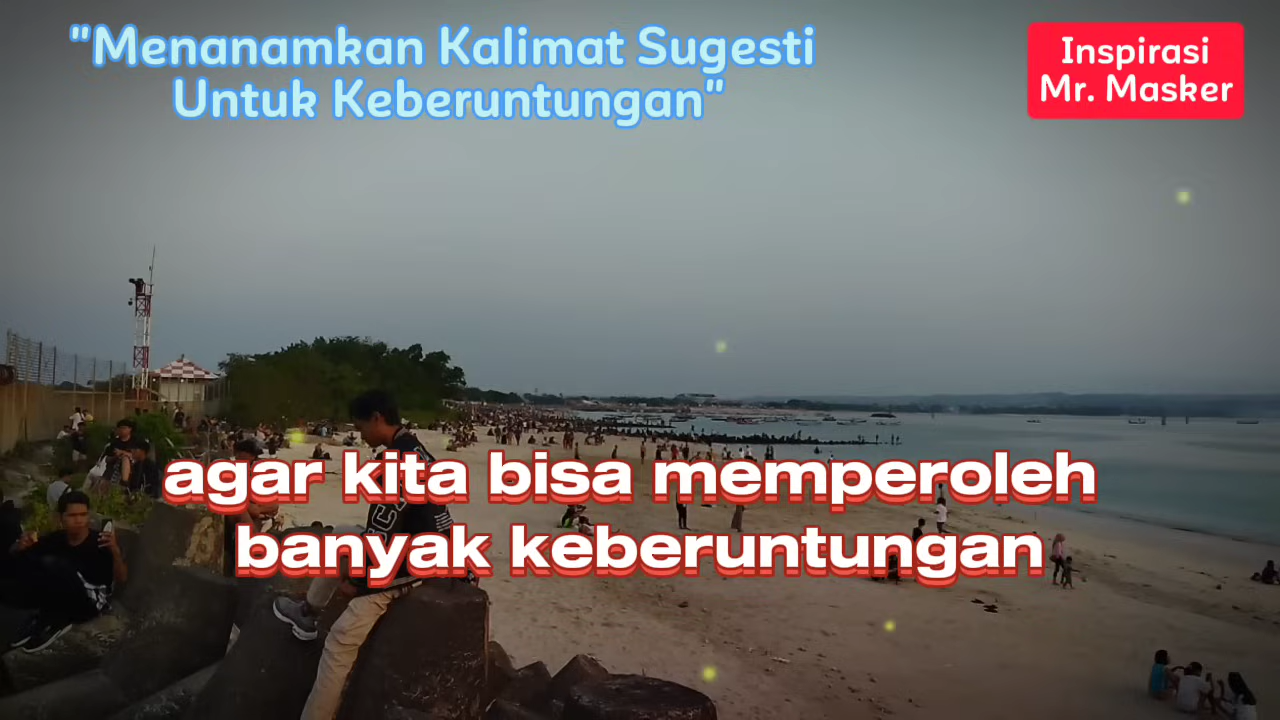 "Menanamkan Kalimat Sugesti
Untuk Keberuntungan"
Inspirasi
Mr. Masker
agar kita bisa memperoleh
banyak keberuntungan